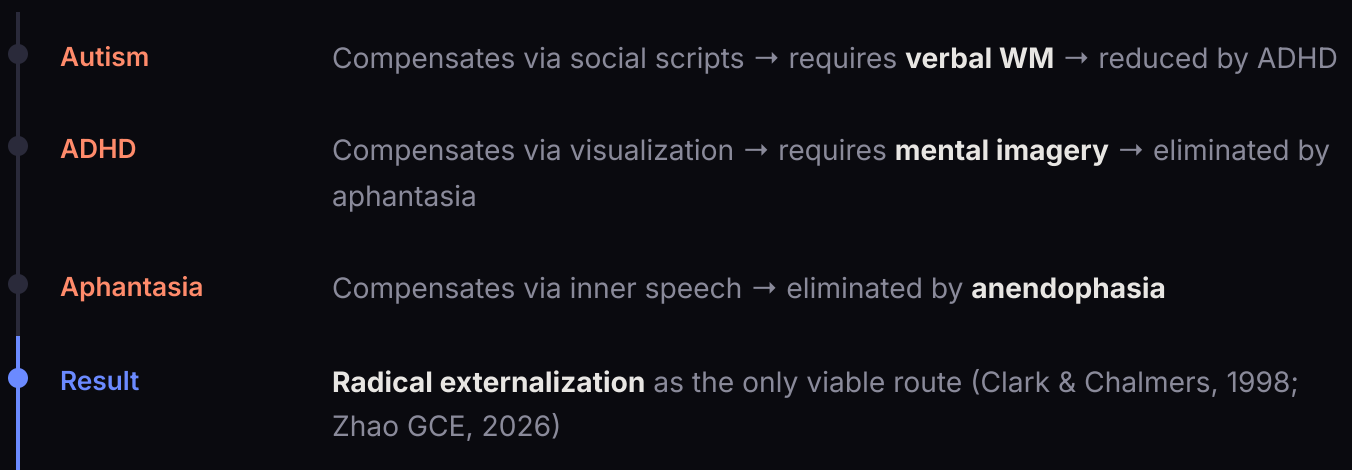 Autism
Compensates via social scripts → requires verbal WM → reduced by ADHD
ADHD
Compensates via visualization → requires mental imagery → eliminated by
aphantasia
Aphantasia
Compensates via inner speech → eliminated by anendophasia
Result
Radical externalization as the only viable route (Clark & Chalmers, 1998;
Zhao GCE, 2026)